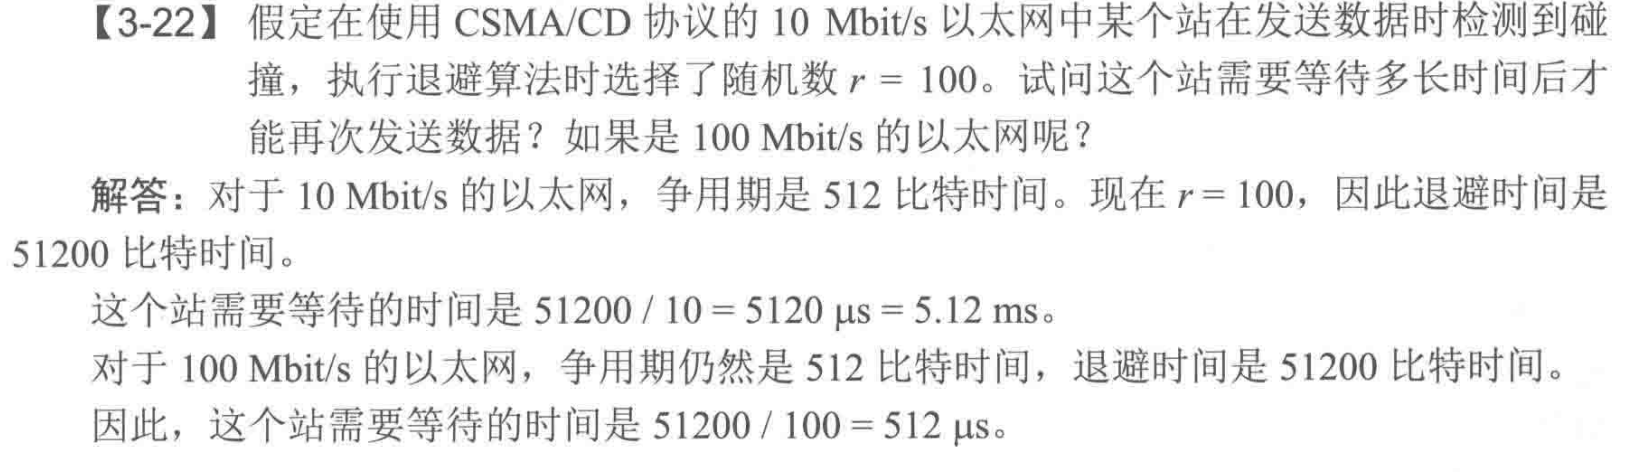 【3-22】 假定在使用 CSMA/CD 协议的 10 Mbit/s 以太网中某个站在发送数据时检测到碰
撞，执行退避算法时选择了随机数 r = 100。试问这个站需要等待多长时间后才
能再次发送数据？如果是 100 Mbit/s 的以太网呢？
解答：对于 10 Mbit/s 的以太网，争用期是 512 比特时间。现在 r = 100，因此退避时间是
51200 比特时间。
这个站需要等待的时间是 51200 / 10 = 5120 μs = 5.12 ms。
对于 100 Mbit/s 的以太网，争用期仍然是 512 比特时间，退避时间是 51200 比特时间。
因此，这个站需要等待的时间是 51200 / 100 = 512 μs。